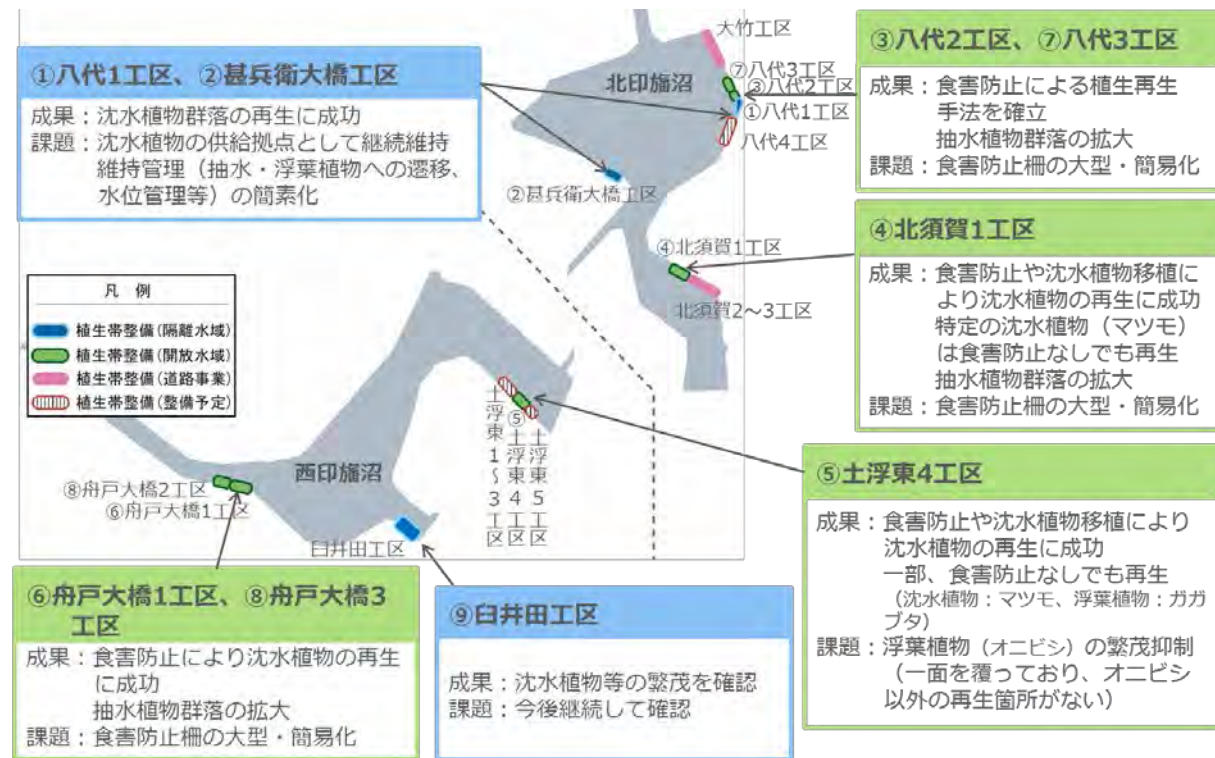 ①八代1工区、②甚兵衛大橋工区
成果：沈水植物群落の再生に成功
課題：沈水植物の供給拠点として継続維持
維持管理（抽水・浮葉植物への遷移、
水位管理等）の簡素化
大竹工区
北印旛沼
⑦八代3工区
③八代2工区
①八代1工区
八代4工区
②甚兵衛大橋工区
④北須賀1工区
北須賀2～3工区
③八代2工区、⑦八代3工区
成果：食害防止による植生再生
手法を確立
抽水植物群落の拡大
課題：食害防止柵の大型・簡易化
④北須賀1工区
成果：食害防止や沈水植物移植に
より沈水植物の再生に成功
特定の沈水植物（マツモ）
は食害防止なしでも再生
抽水植物群落の拡大
課題：食害防止柵の大型・簡易化
凡 例
植生帯整備(隔離水域)
植生帯整備(開放水域)
植生帯整備(道路事業)
植生帯整備(整備予定)
土浮東1～3工区
⑤土浮東4工区
土浮東5工区
西印旛沼
⑧舟戸大橋2工区
⑥舟戸大橋1工区
臼井田工区
⑤土浮東4工区
成果：食害防止や沈水植物移植により
沈水植物の再生に成功
一部、食害防止なしでも再生
（沈水植物：マツモ、浮葉植物：ガガ
ブタ）
課題：浮葉植物（オニビシ）の繁茂抑制
（一面を覆っており、オニビシ
以外の再生箇所がない）
⑥舟戸大橋1工区、⑧舟戸大橋3
工区
成果：食害防止により沈水植物の再生
に成功
抽水植物群落の拡大
課題：食害防止柵の大型・簡易化
⑨臼井田工区
成果：沈水植物等の繁茂を確認
課題：今後継続して確認